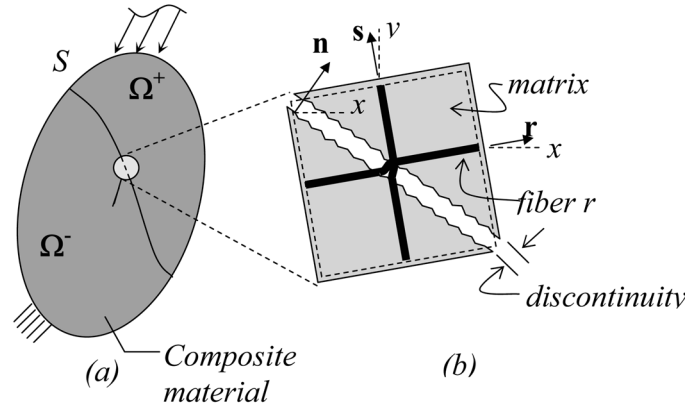 S
Ω⁺
Ω⁻
(a)
Composite
material
n
s
y
x
matrix
r
x
fiber r
discontinuity
(b)